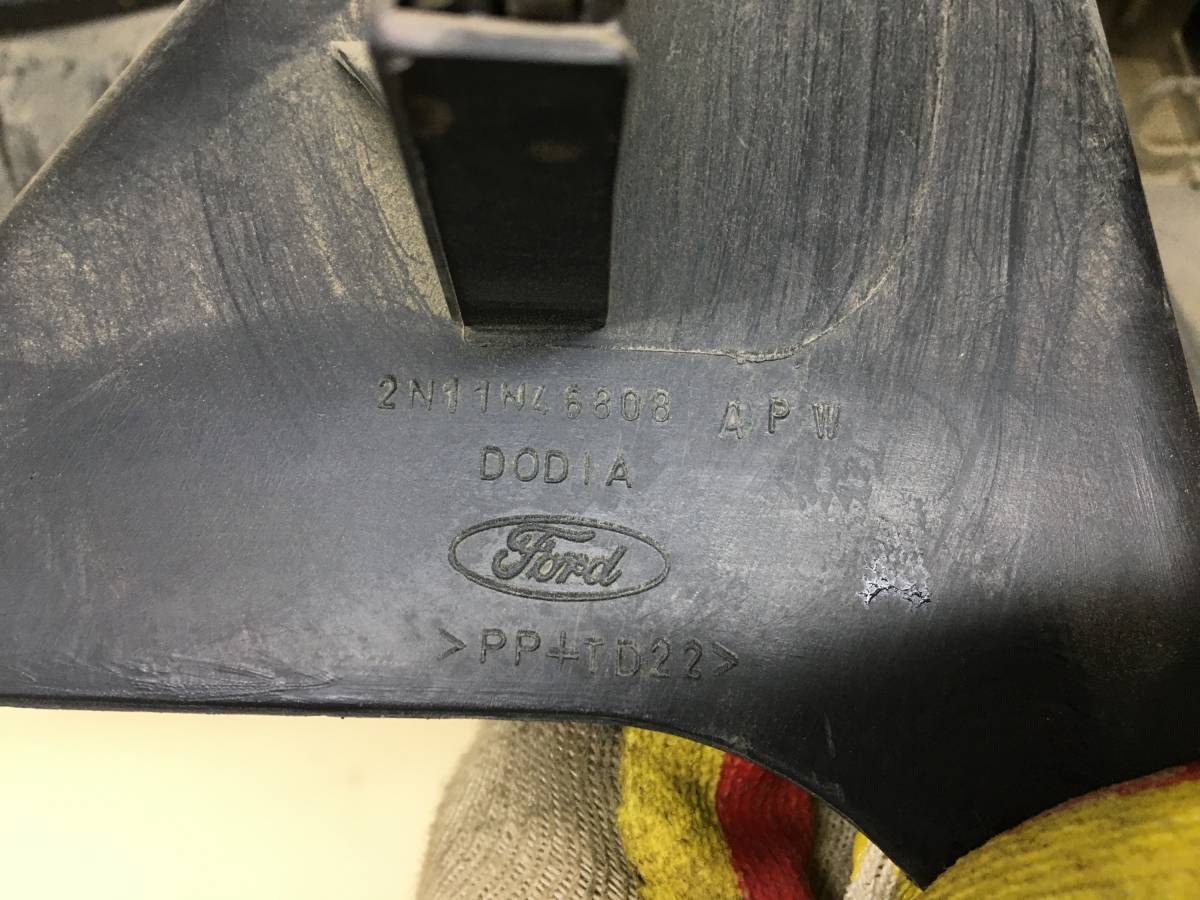 2N11N46808 APW
DODIA
Ford
>PP+TD22>